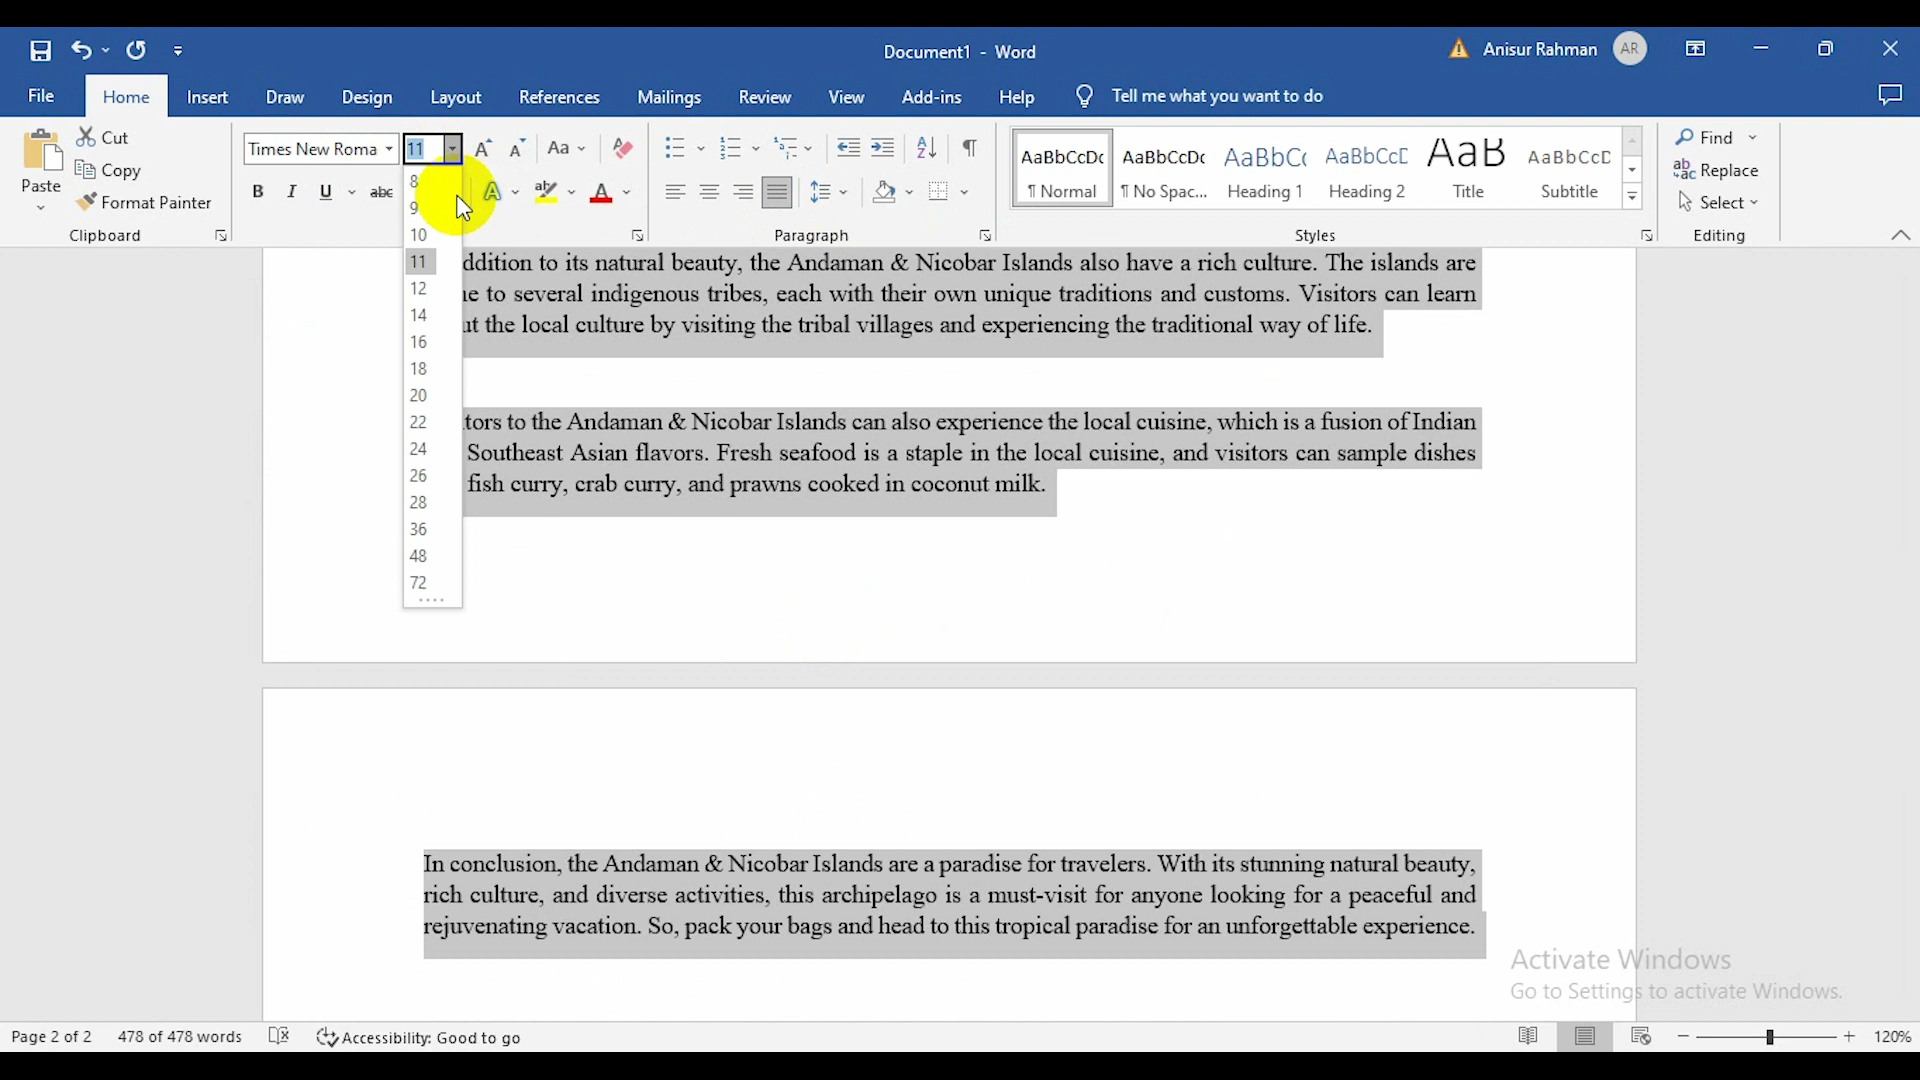 Document1 - Word
Anisur Rahman AR
File Home Insert Draw Design Layout References Mailings Review View Add-ins Help Tell me what you want to do
Paste
Cut
Copy
Format Painter
Clipboard
Times New Roma 11
Aa
B I U abc A A
8
9
10
11
12
14
16
18
20
22
24
26
28
36
48
72
Paragraph
AaBbCcDc
¶ Normal
AaBbCcDc
¶ No Spac...
AaBbCc
Heading 1
AaBbCcD
Heading 2
AaB
Title
AaBbCcD
Subtitle
Styles
Find
Replace
Select
Editing
ddition to its natural beauty, the Andaman & Nicobar Islands also have a rich culture. The islands are
e to several indigenous tribes, each with their own unique traditions and customs. Visitors can learn
ut the local culture by visiting the tribal villages and experiencing the traditional way of life.
tors to the Andaman & Nicobar Islands can also experience the local cuisine, which is a fusion of Indian
Southeast Asian flavors. Fresh seafood is a staple in the local cuisine, and visitors can sample dishes
fish curry, crab curry, and prawns cooked in coconut milk.
In conclusion, the Andaman & Nicobar Islands are a paradise for travelers. With its stunning natural beauty,
rich culture, and diverse activities, this archipelago is a must-visit for anyone looking for a peaceful and
rejuvenating vacation. So, pack your bags and head to this tropical paradise for an unforgettable experience.
Activate Windows
Go to Settings to activate Windows.
Page 2 of 2 478 of 478 words Accessibility: Good to go 120%